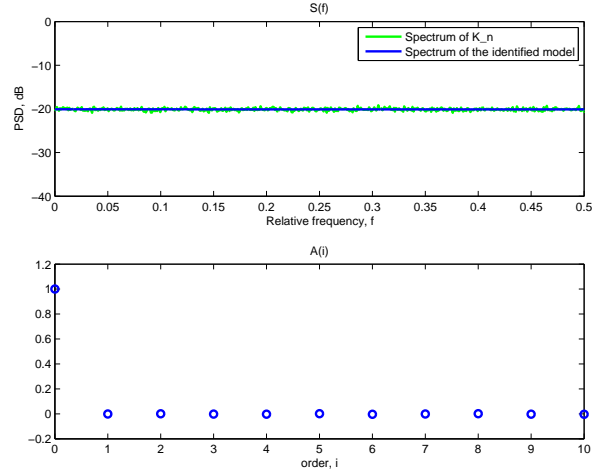 S(f)
0
−10
−20
−30
−40
PSD, dB
Spectrum of K_n
Spectrum of the identified model
0 0.05 0.1 0.15 0.2 0.25 0.3 0.35 0.4 0.45 0.5
Relative frequency, f
A(i)
1.2
1
0.8
0.6
0.4
0.2
0
−0.2
0 1 2 3 4 5 6 7 8 9 10
order, i